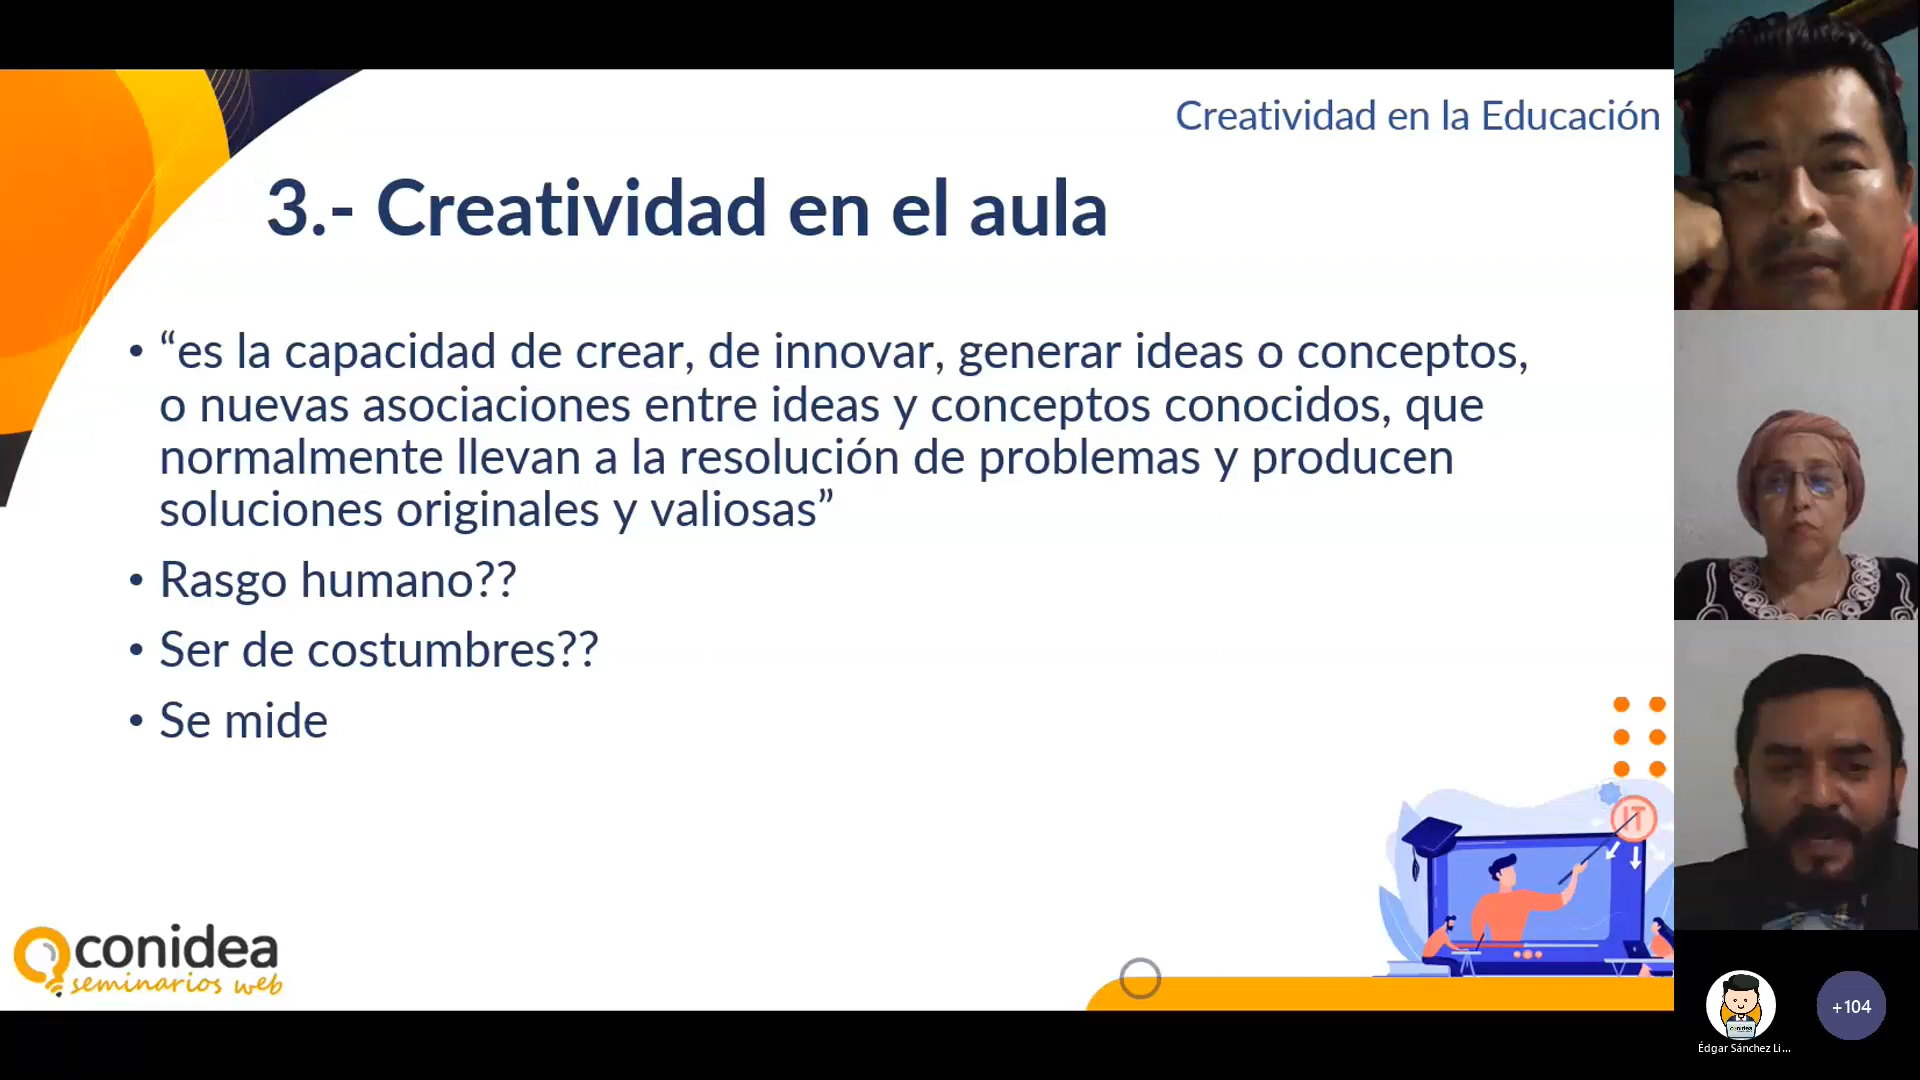 Creatividad en la Educación
3.- Creatividad en el aula
• “es la capacidad de crear, de innovar, generar ideas o conceptos,
o nuevas asociaciones entre ideas y conceptos conocidos, que
normalmente llevan a la resolución de problemas y producen
soluciones originales y valiosas”
• Rasgo humano??
• Ser de costumbres??
• Se mide
IT
conidea
seminarios web
conidea
+104
Édgar Sánchez Li...